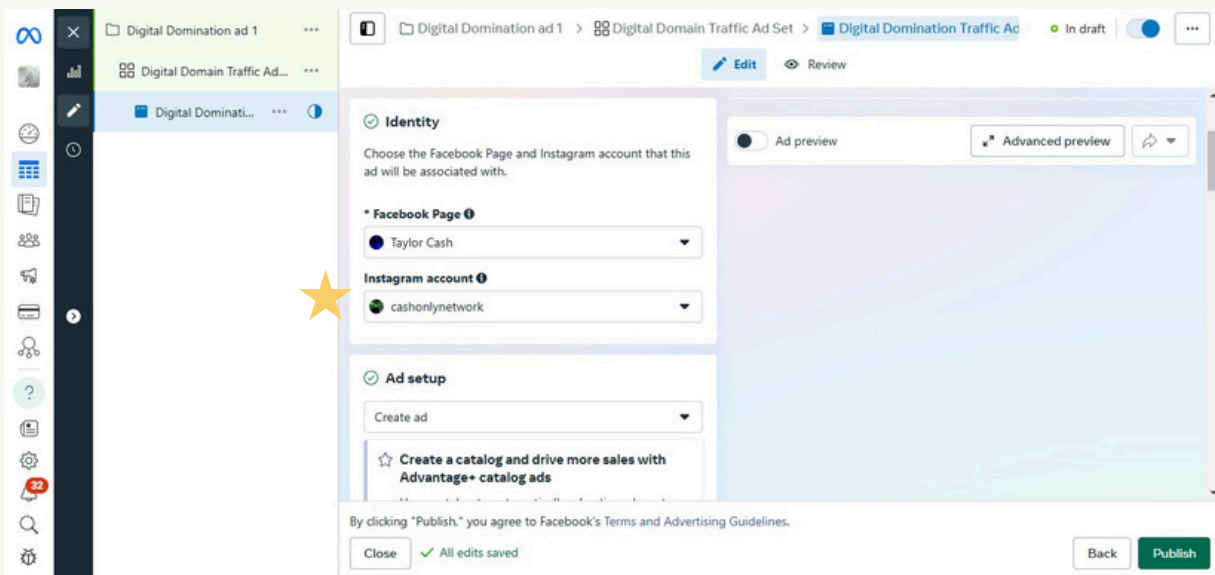 Digital Domination ad 1
Digital Domain Traffic Ad...
Digital Dominati...
Digital Domination ad 1 > Digital Domain Traffic Ad Set > Digital Domination Traffic Ad
In draft
Edit
Review
Identity
Choose the Facebook Page and Instagram account that this
ad will be associated with.
* Facebook Page
Taylor Cash
Instagram account
cashonlynetwork
Ad setup
Create ad
Create a catalog and drive more sales with
Advantage+ catalog ads
Ad preview
Advanced preview
By clicking "Publish," you agree to Facebook's Terms and Advertising Guidelines.
Close
All edits saved
Back
Publish
32